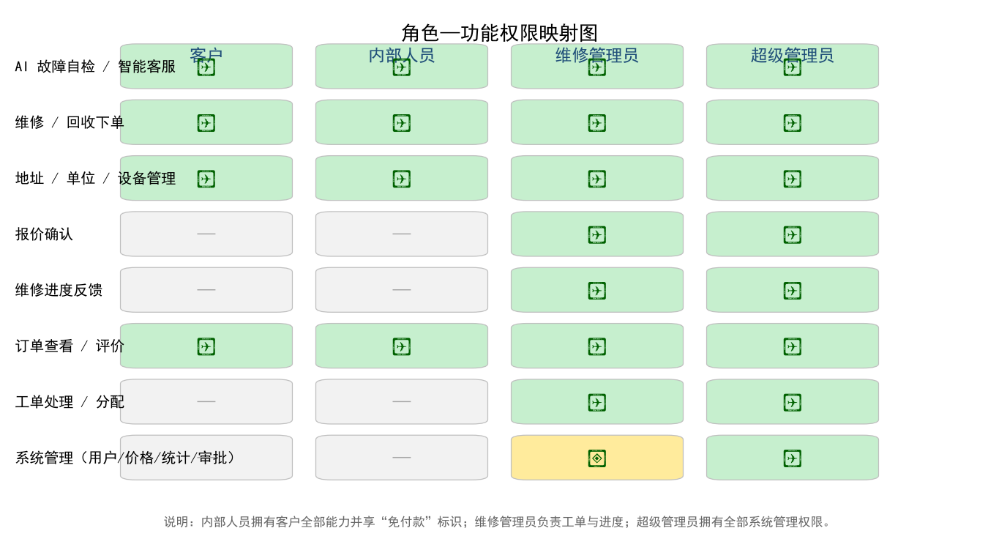 角色—功能权限映射图
客户 内部人员 维修管理员 超级管理员
AI 故障自检 / 智能客服
维修 / 回收下单
地址 / 单位 / 设备管理
报价确认 — —
维修进度反馈 — —
订单查看 / 评价
工单处理 / 分配 — —
系统管理（用户/价格/统计/审批） —
说明：内部人员拥有客户全部能力并享“免付款”标识；维修管理员负责工单与进度；超级管理员拥有全部系统管理权限。